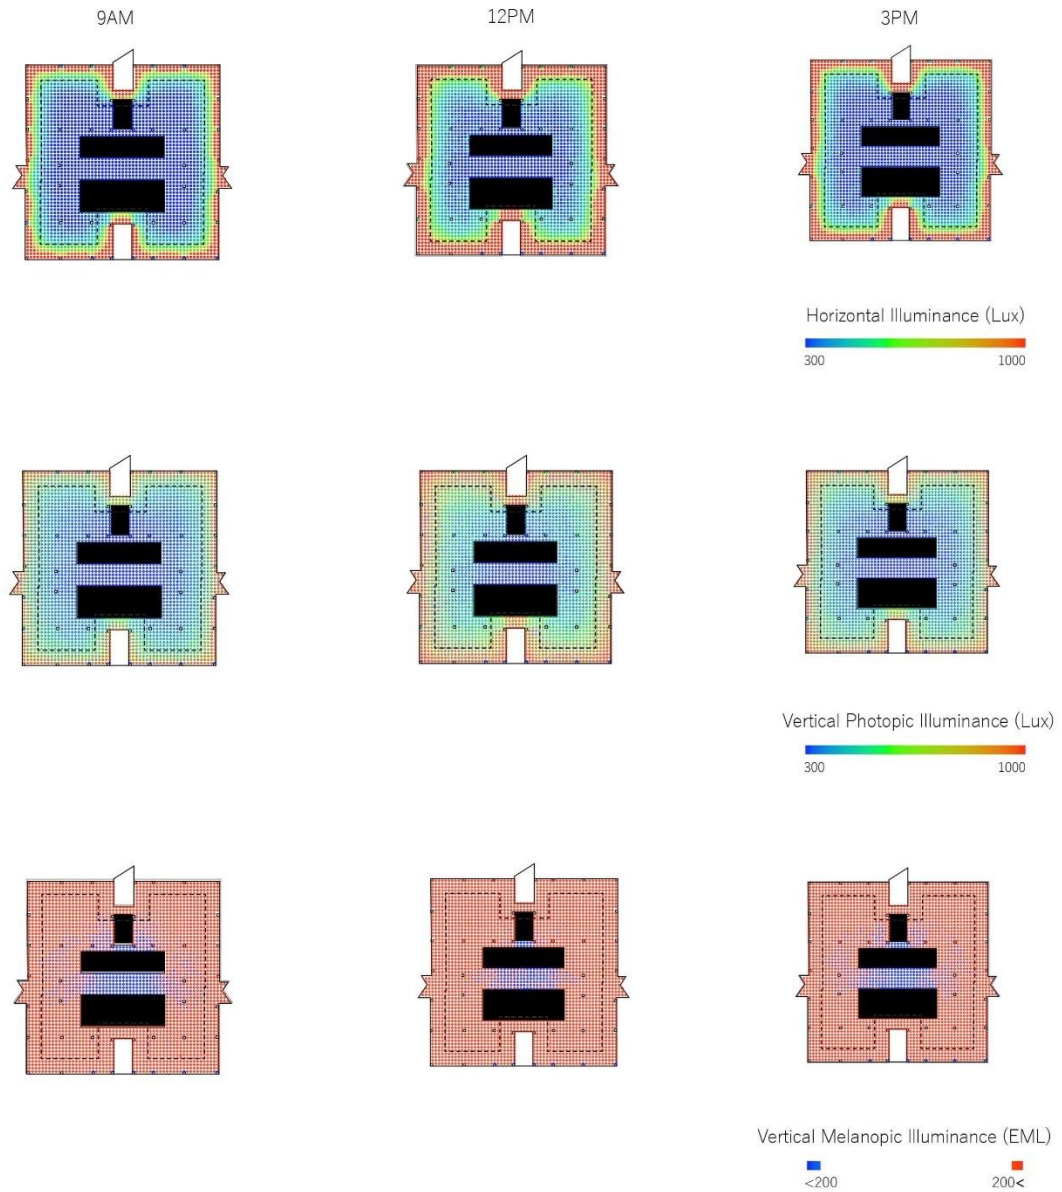 9AM 12PM 3PM
Horizontal Illuminance (Lux)
300 1000
Vertical Photopic Illuminance (Lux)
300 1000
Vertical Melanopic Illuminance (EML)
<200 200<